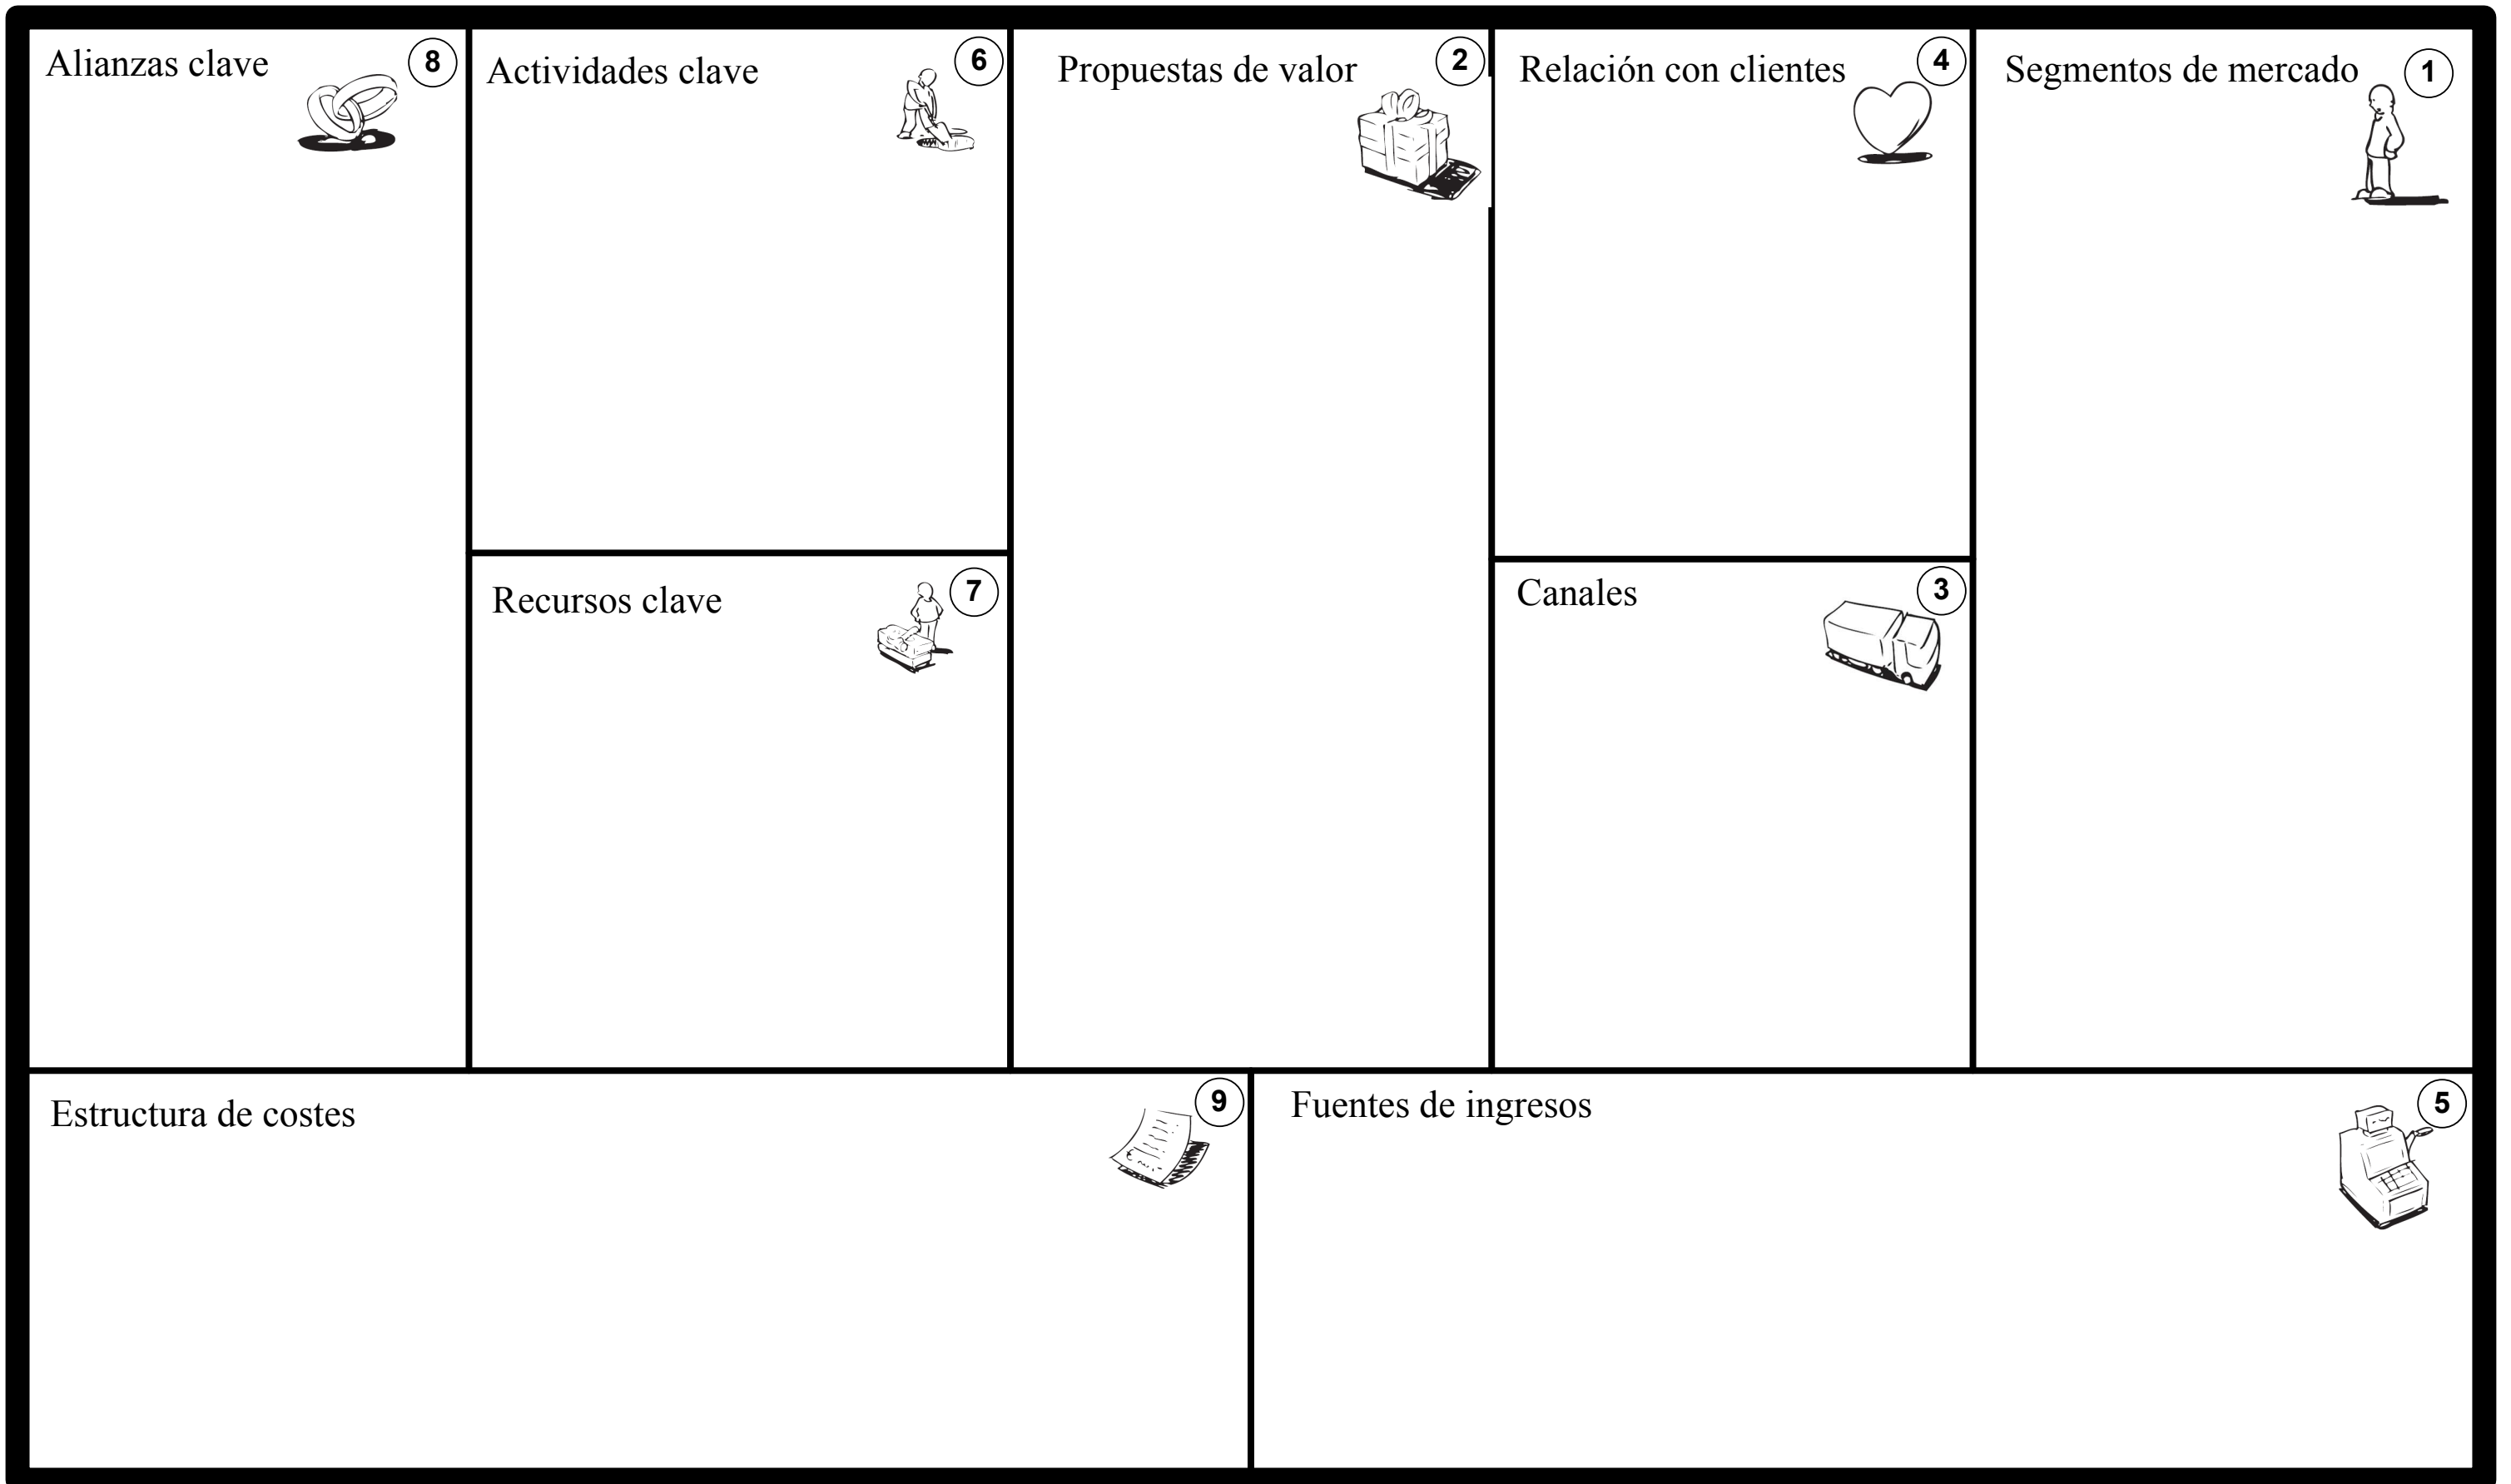 Alianzas clave
8
Actividades clave
6
Propuestas de valor
2
Relación con clientes
4
Segmentos de mercado
1
Recursos clave
7
Canales
3
Estructura de costes
9
Fuentes de ingresos
5